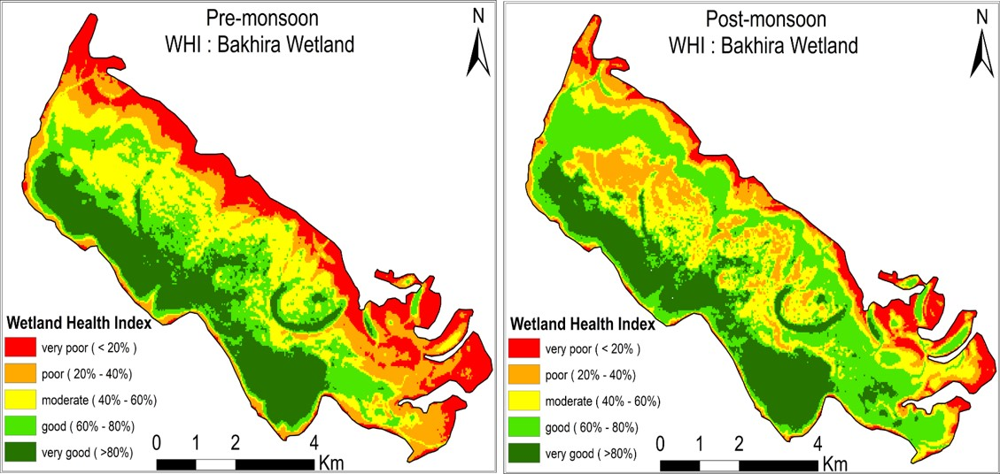 Pre-monsoon
WHI : Bakhira Wetland
N
Wetland Health Index
very poor ( < 20% )
poor ( 20% - 40%)
moderate ( 40% - 60%)
good ( 60% - 80%)
very good ( >80%)
0 1 2 4
Km
Post-monsoon
WHI : Bakhira Wetland
N
Wetland Health Index
very poor ( < 20% )
poor ( 20% - 40%)
moderate ( 40% - 60%)
good ( 60% - 80%)
very good ( >80%)
0 1 2 4
Km